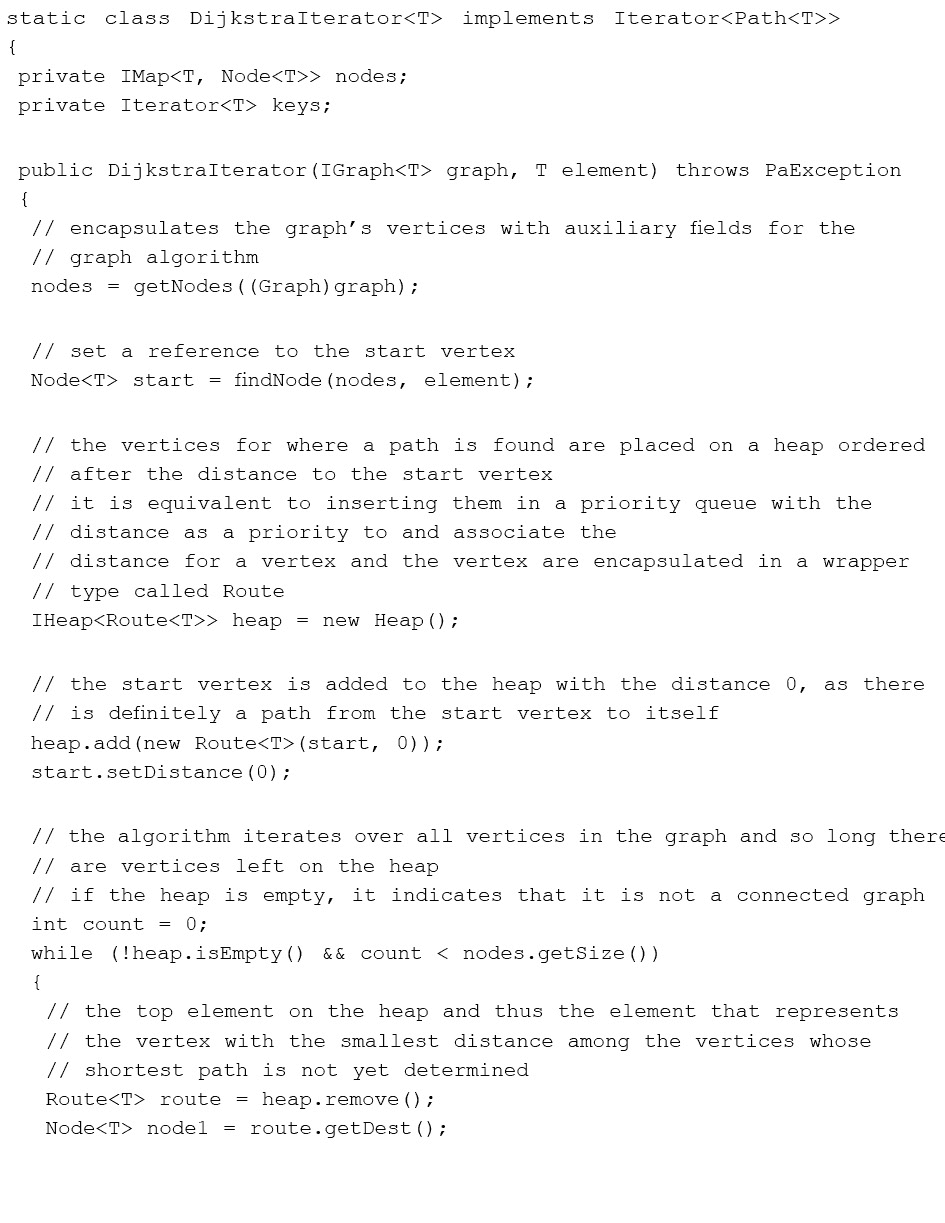 static class DijkstraIterator<T> implements Iterator<Path<T>>
{
private IMap<T, Node<T>> nodes;
private Iterator<T> keys;
public DijkstraIterator(IGraph<T> graph, T element) throws PaException
{
// encapsulates the graph’s vertices with auxiliary fields for the
// graph algorithm
nodes = getNodes((Graph)graph);
// set a reference to the start vertex
Node<T> start = findNode(nodes, element);
// the vertices for where a path is found are placed on a heap ordered
// after the distance to the start vertex
// it is equivalent to inserting them in a priority queue with the
// distance as a priority to and associate the
// distance for a vertex and the vertex are encapsulated in a wrapper
// type called Route
IHeap<Route<T>> heap = new Heap();
// the start vertex is added to the heap with the distance 0, as there
// is definitely a path from the start vertex to itself
heap.add(new Route<T>(start, 0));
start.setDistance(0);
// the algorithm iterates over all vertices in the graph and so long there
// are vertices left on the heap
// if the heap is empty, it indicates that it is not a connected graph
int count = 0;
while (!heap.isEmpty() && count < nodes.getSize())
{
// the top element on the heap and thus the element that represents
// the vertex with the smallest distance among the vertices whose
// shortest path is not yet determined
Route<T> route = heap.remove();
Node<T> node1 = route.getDest();